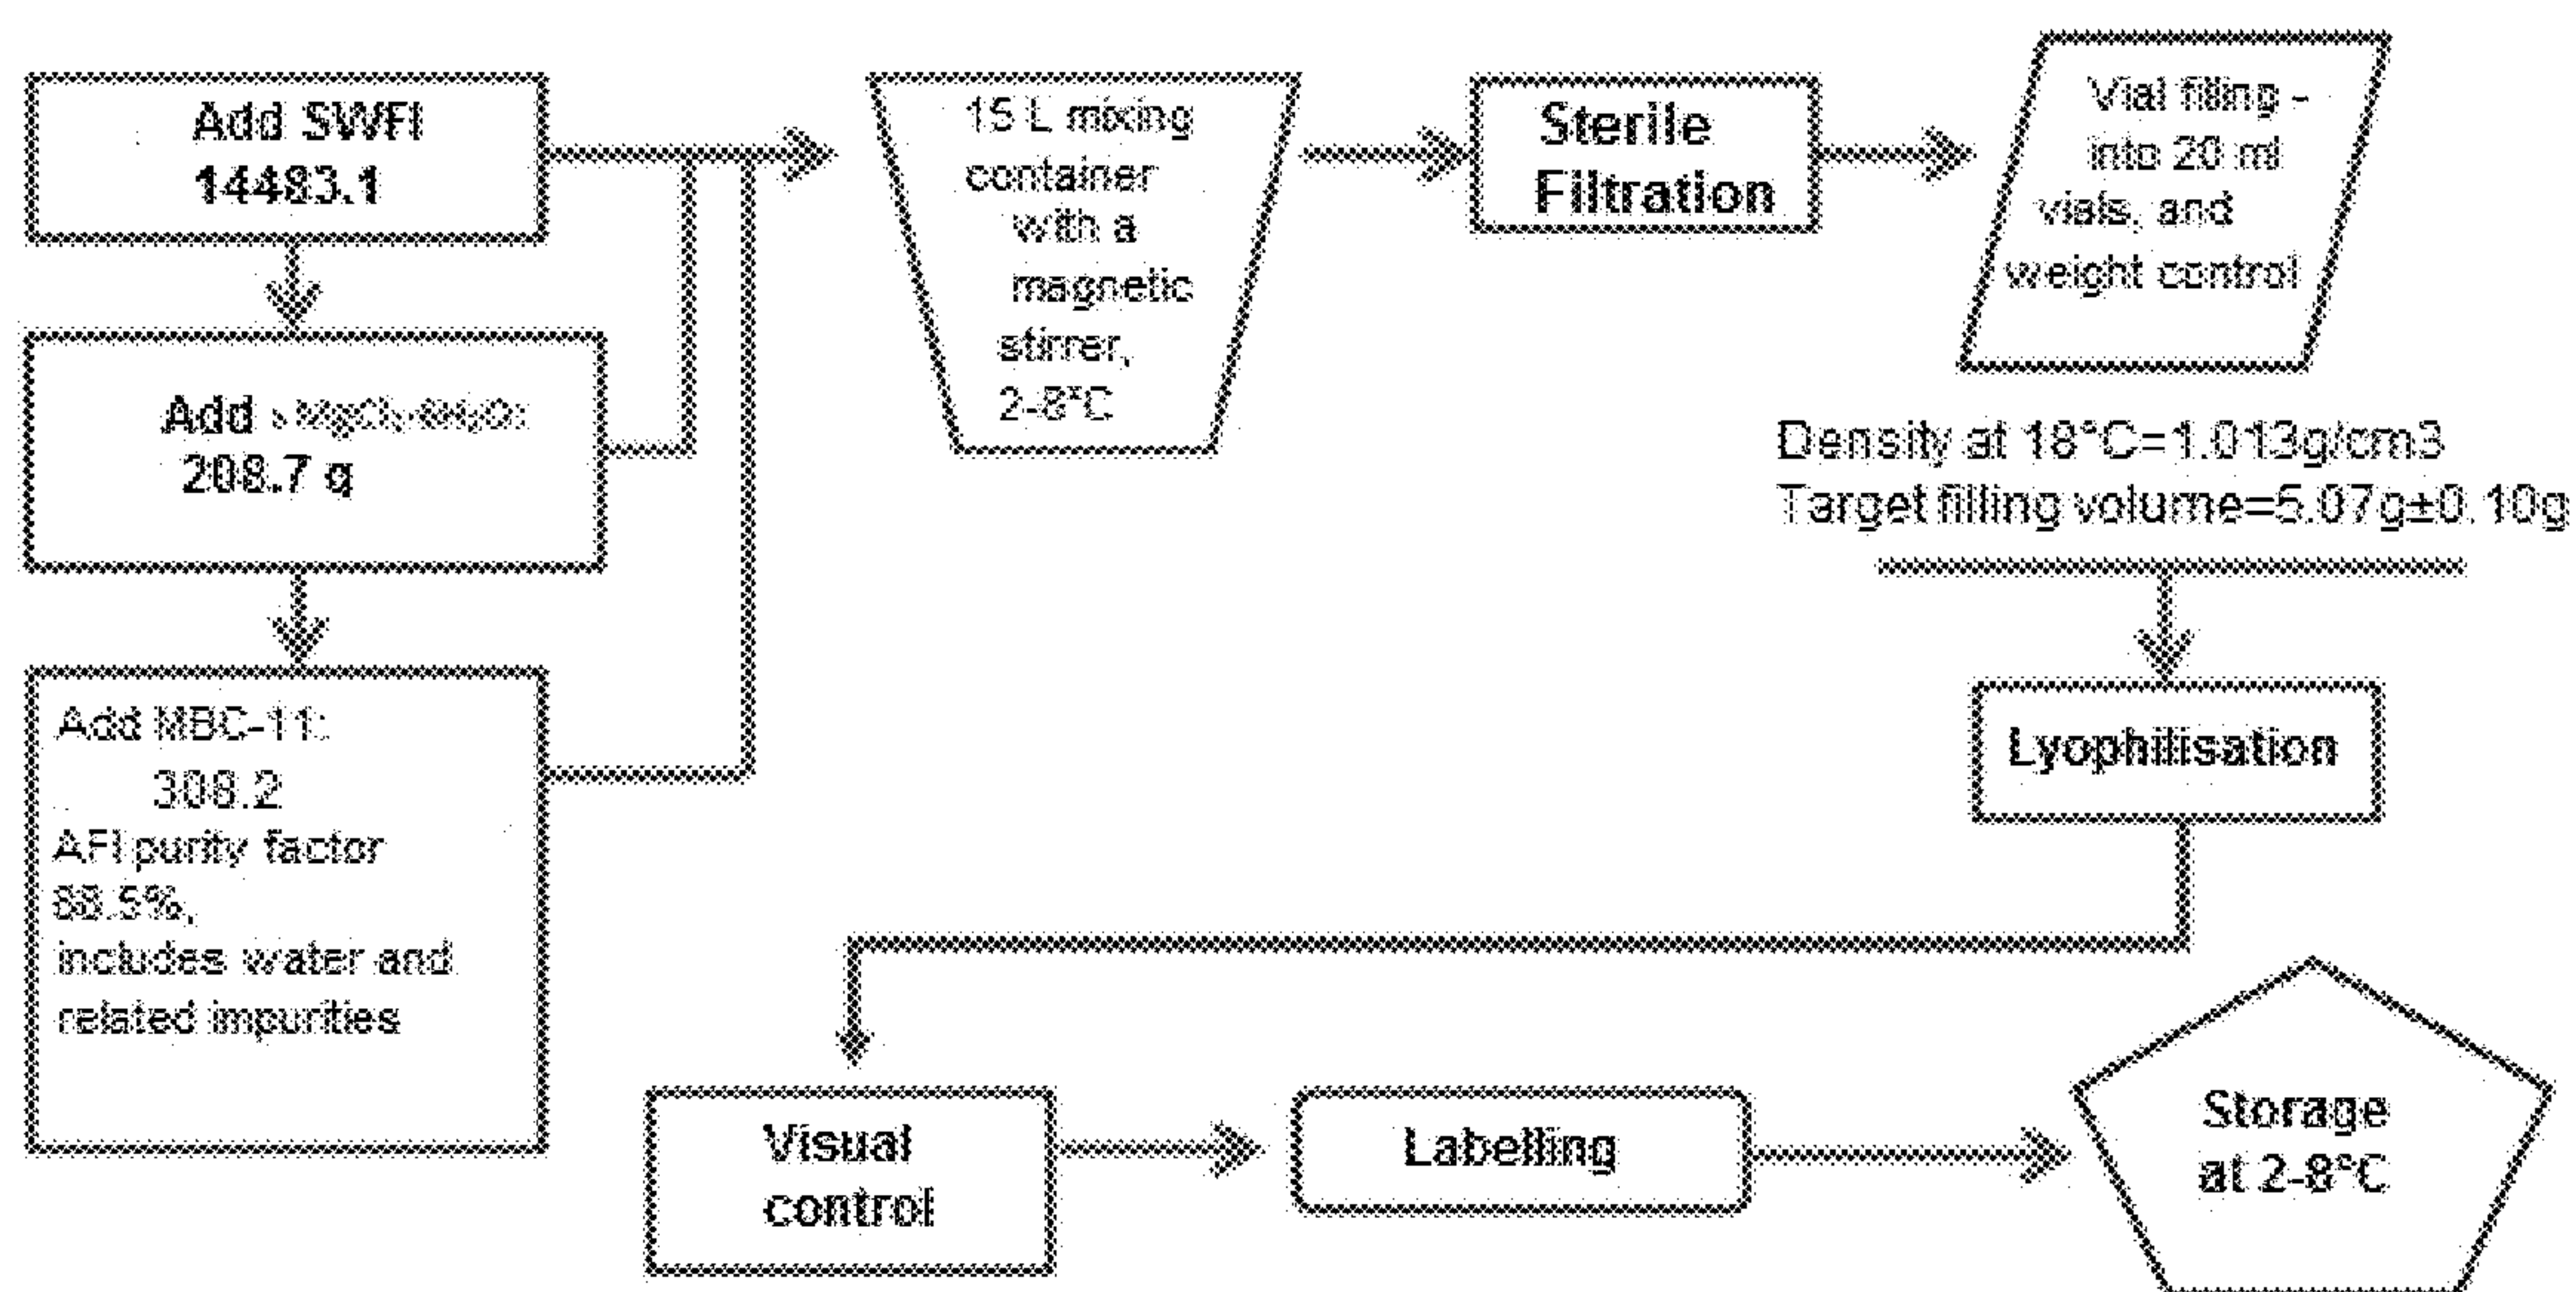 Add SWFI
14483.1
Add
208.7 g
Add MBC-11:
308.2
API purity factor
88.5%,
includes water and
related impurities
15 L mixing
container
with a
magnetic
stirrer,
2-8°C
Sterile
Filtration
Vial filling -
into 20 ml
vials, and
weight control
Density at 18°C=1.013g/cm3
Target filling volume=5.07g±0.10g
Lyophilisation
Visual
control
Labelling
Storage
at 2-8°C